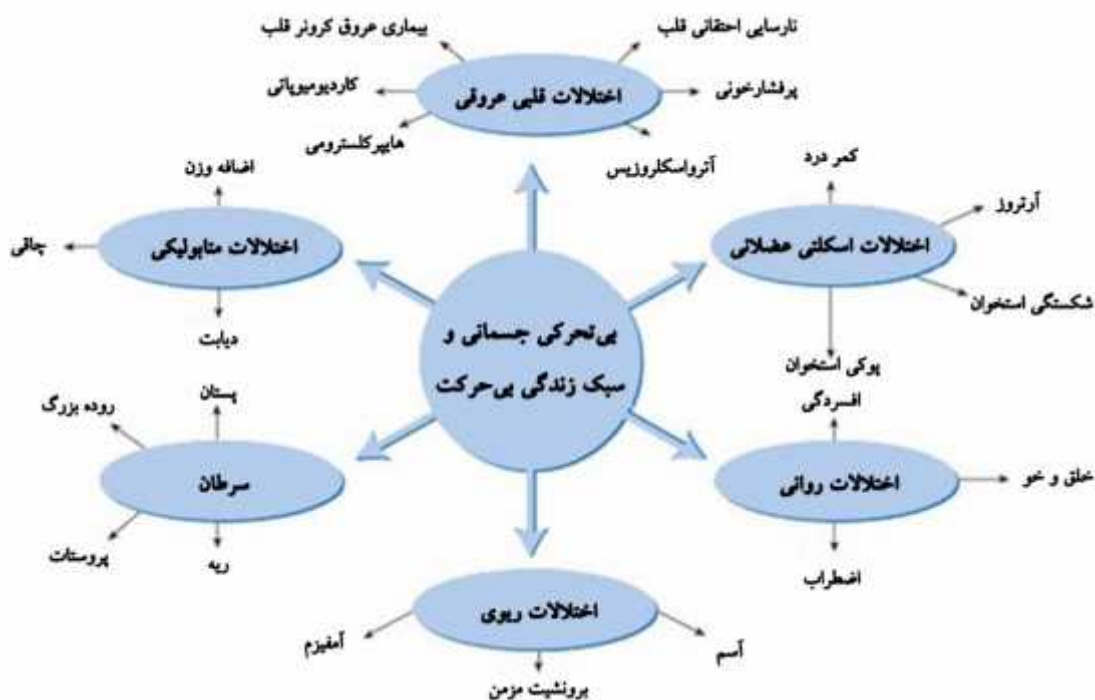 نارسایی احتقانی قلب
بیماری عروق کرونر قلب
اختلالات قلبی عروقی
پرفشارخونی
کاردیومیوپاتی
هایپرکلسترومی
آترواسکلروزیس
کمر درد
آرتروز
اختلالات اسکلتی عضلانی
شکستگی استخوان
پوکی استخوان
اضافه وزن
اختلالات متابولیکی
چاقی
دیابت
بی‌تحرکی جسمانی و
سبک زندگی بی‌حرکت
افسردگی
اختلالات روانی
خلق و خو
اضطراب
پستان
روده بزرگ
سرطان
پروستات
ریه
اختلالات ریوی
آسم
برونشیت مزمن
آمفیزم